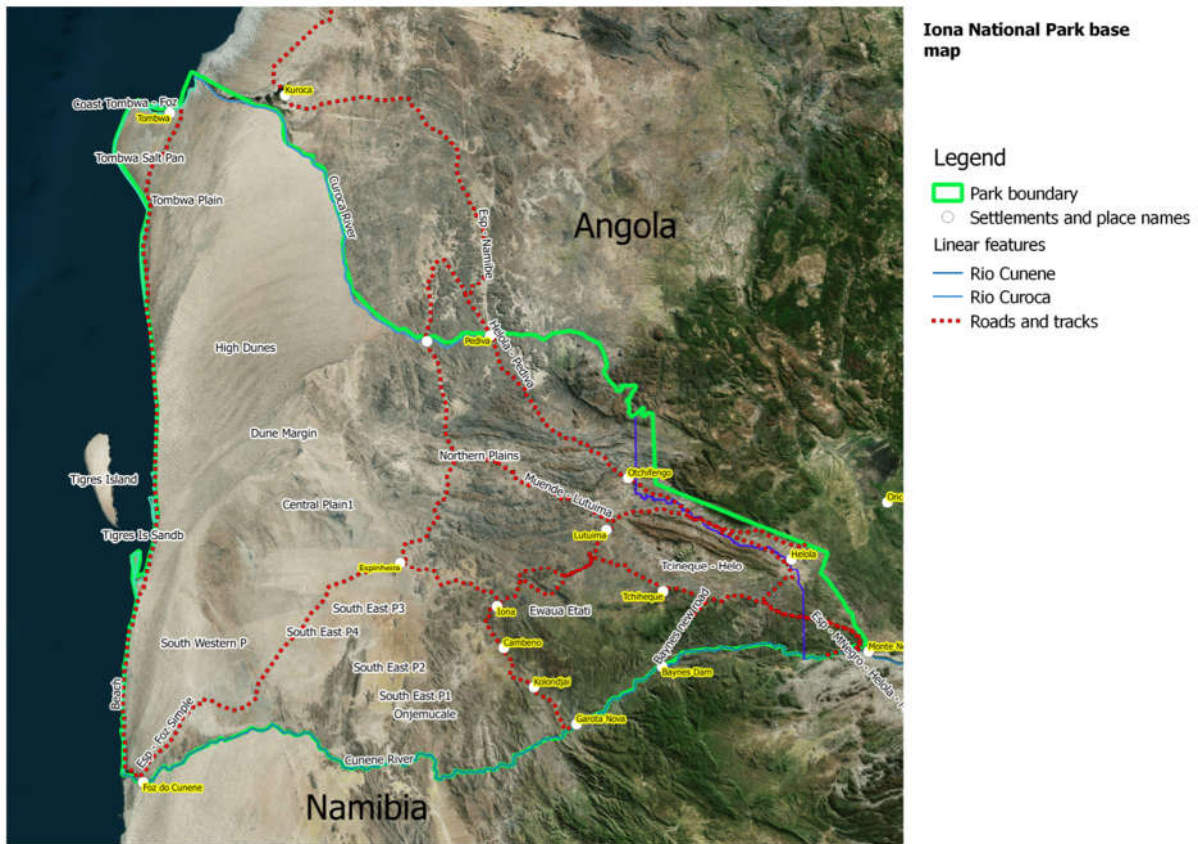 Iona National Park base
map
Legend
Park boundary
Settlements and place names
Linear features
Rio Cunene
Rio Curoca
Roads and tracks
Kuroca
Coast Tombwa - Foz
Tombwa
Tombwa Salt Pan
Tombwa Plain
Curoca River
Esp - Namibe
Angola
High Dunes
Pediva
Helola - Pediva
Dune Margin
Northern Plains
Otchifengo
Muende - Lutuima
Tigres Island
Central Plain1
Tigres Is Sandb
Lutuima
Helola
Espinheira
Tcineque - Helo
Tchiheque
South East P3
Iona
Ewaua Etati
Baynes new road
South East P4
South Western P
Cambeno
Esp - MtNegro - Helola
Monte Ne
South East P2
Baynes Dam
Beach
Kolondjai
South East P1
Onjemucale
Esp - Foz Simple
Garota Nova
Cunene River
Foz do Cunene
Namibia